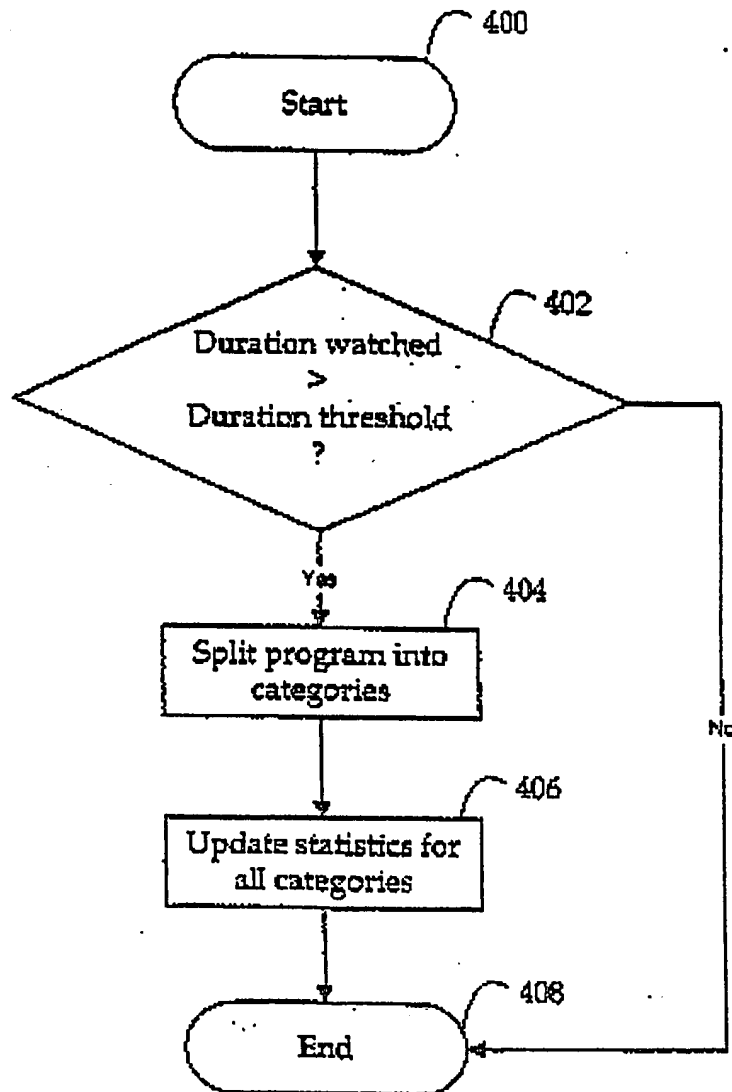 400
Start
402
Duration watched
>
Duration threshold
?
Yes
404
Split program into
categories
No
406
Update statistics for
all categories
408
End